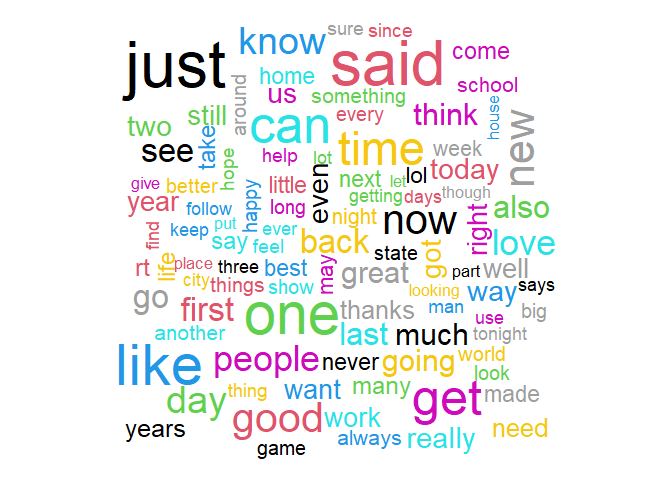 just
know
sure
since
said
come
us
home
something
school
around
still
two
can
every
think
house
new
see
take
help
lot
time
week
give
better
hope
little
even
next
let
lol
today
year
follow
happy
long
getting
days
though
find
keep
put
say
ever
feel
night
now
right
also
back
state
got
love
rt
life
place
three
best
may
great
part
well
city
things
show
looking
way
says
go
first
one
thanks
man
use
big
another
last
much
tonight
like
people
never
going
world
look
day
thing
want
many
get
made
good
work
years
game
always
really
need